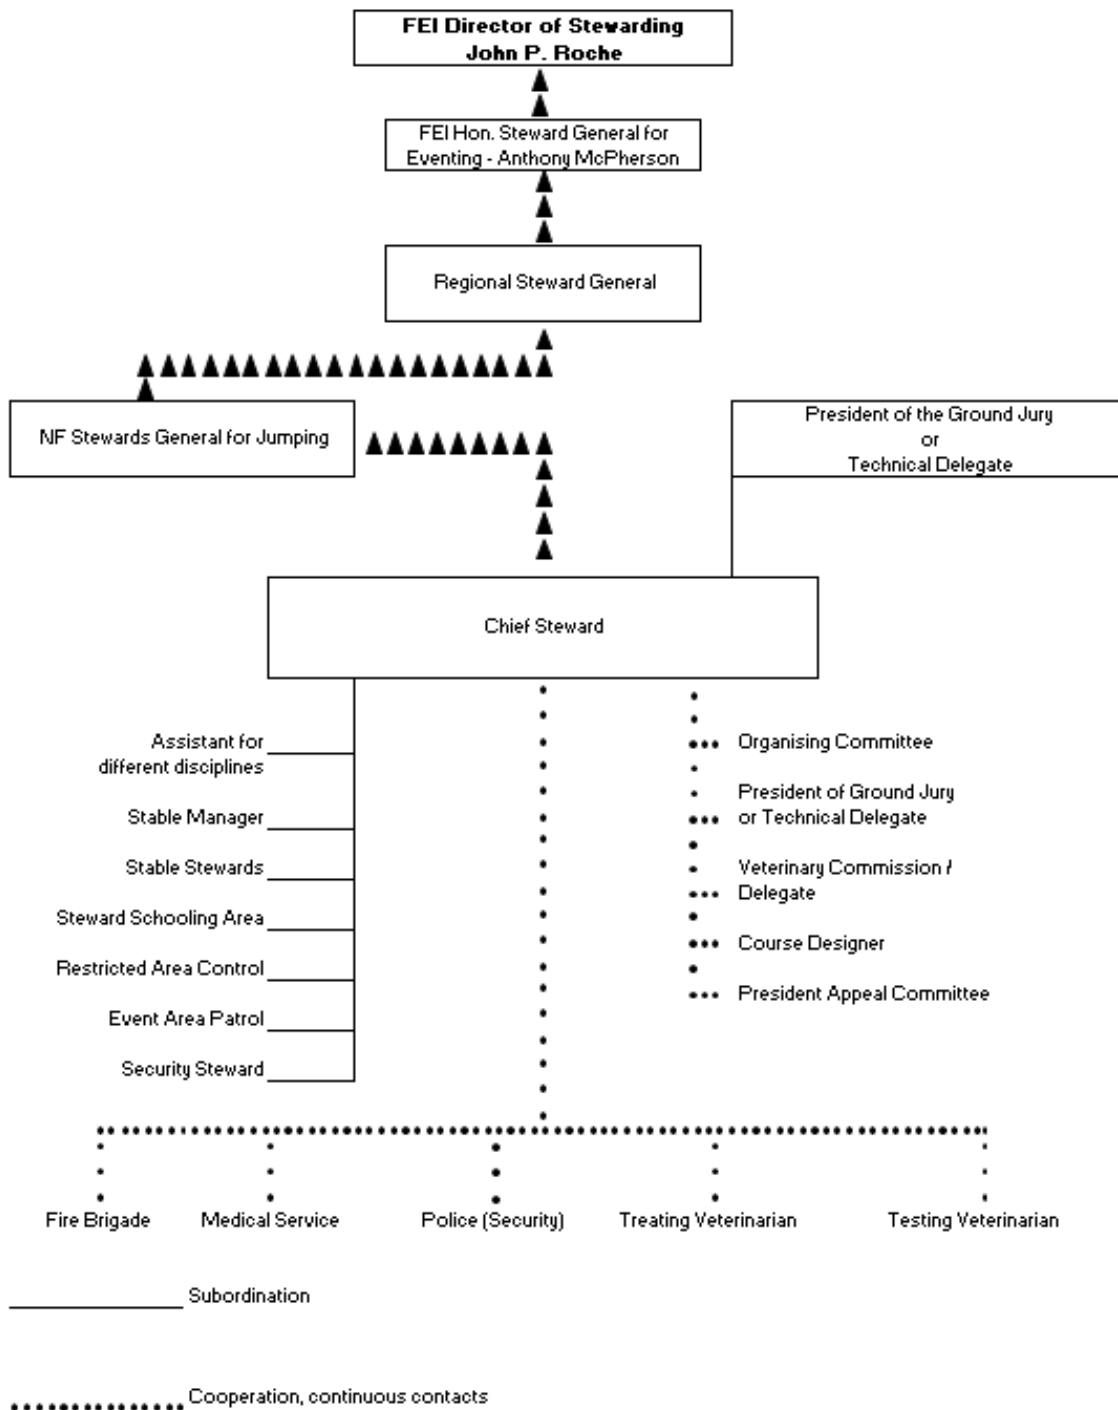 FEI Director of Stewarding
John P. Roche
FEI Hon. Steward General for
Eventing - Anthony McPherson
Regional Steward General
NF Stewards General for Jumping
President of the Ground Jury
or
Technical Delegate
Chief Steward
Assistant for
different disciplines
Stable Manager
Stable Stewards
Steward Schooling Area
Restricted Area Control
Event Area Patrol
Security Steward
Organising Committee
President of Ground Jury
or Technical Delegate
Veterinary Commission /
Delegate
Course Designer
President Appeal Committee
Fire Brigade
Medical Service
Police (Security)
Treating Veterinarian
Testing Veterinarian
Subordination
Cooperation, continuous contacts